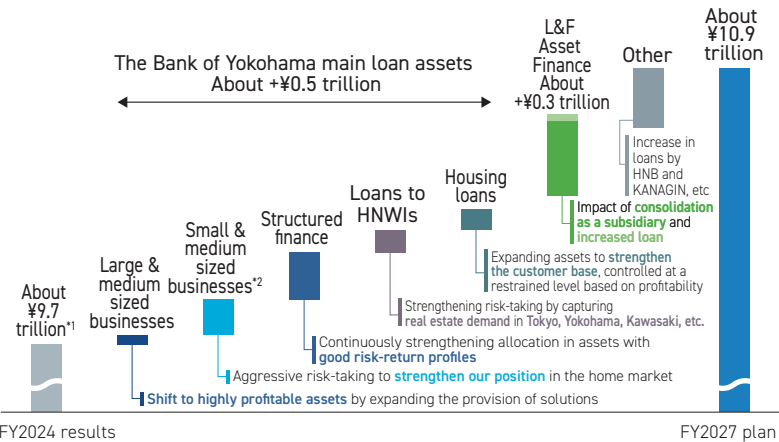 The Bank of Yokohama main loan assets
About +¥0.5 trillion
About
¥9.7
trillion*1
Large &
medium
sized
businesses
Small &
medium
sized
businesses*2
Structured
finance
Loans to
HNWIs
Housing
loans
L&F
Asset
Finance
About
+¥0.3 trillion
Other
About
¥10.9
trillion
Increase in
loans by
HNB and
KANAGIN, etc
Impact of consolidation
as a subsidiary and
increased loan
Expanding assets to strengthen
the customer base, controlled at a
restrained level based on profitability
Strengthening risk-taking by capturing
real estate demand in Tokyo, Yokohama, Kawasaki, etc.
Continuously strengthening allocation in assets with
good risk-return profiles
Aggressive risk-taking to strengthen our position in the home market
Shift to highly profitable assets by expanding the provision of solutions
FY2024 results
FY2027 plan